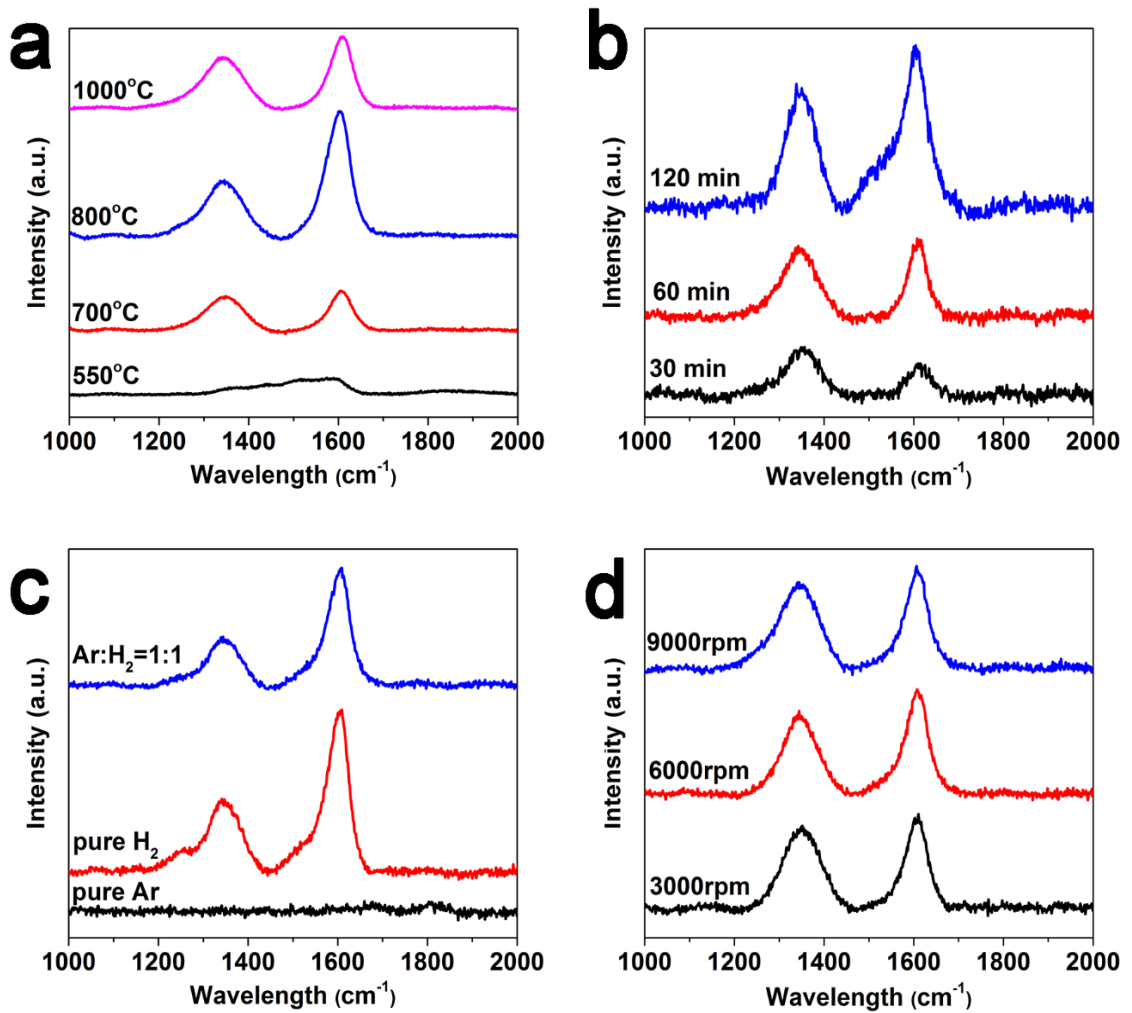 a
Intensity (a.u.)
1000°C
800°C
700°C
550°C
1000 1200 1400 1600 1800 2000
Wavelength (cm⁻¹)
b
Intensity (a.u.)
120 min
60 min
30 min
1000 1200 1400 1600 1800 2000
Wavelength (cm⁻¹)
c
Intensity (a.u.)
Ar:H₂=1:1
pure H₂
pure Ar
1000 1200 1400 1600 1800 2000
Wavelength (cm⁻¹)
d
Intensity (a.u.)
9000rpm
6000rpm
3000rpm
1000 1200 1400 1600 1800 2000
Wavelength (cm⁻¹)